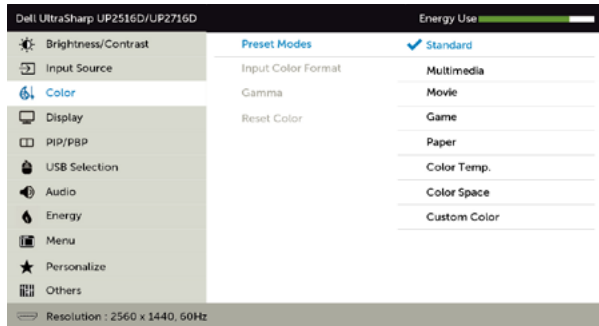 Dell UltraSharp UP2516D/UP2716D
Energy Use
Brightness/Contrast
Input Source
Color
Display
PIP/PBP
USB Selection
Audio
Energy
Menu
Personalize
Others
Preset Modes
Input Color Format
Gamma
Reset Color
Standard
Multimedia
Movie
Game
Paper
Color Temp.
Color Space
Custom Color
Resolution : 2560 x 1440, 60Hz